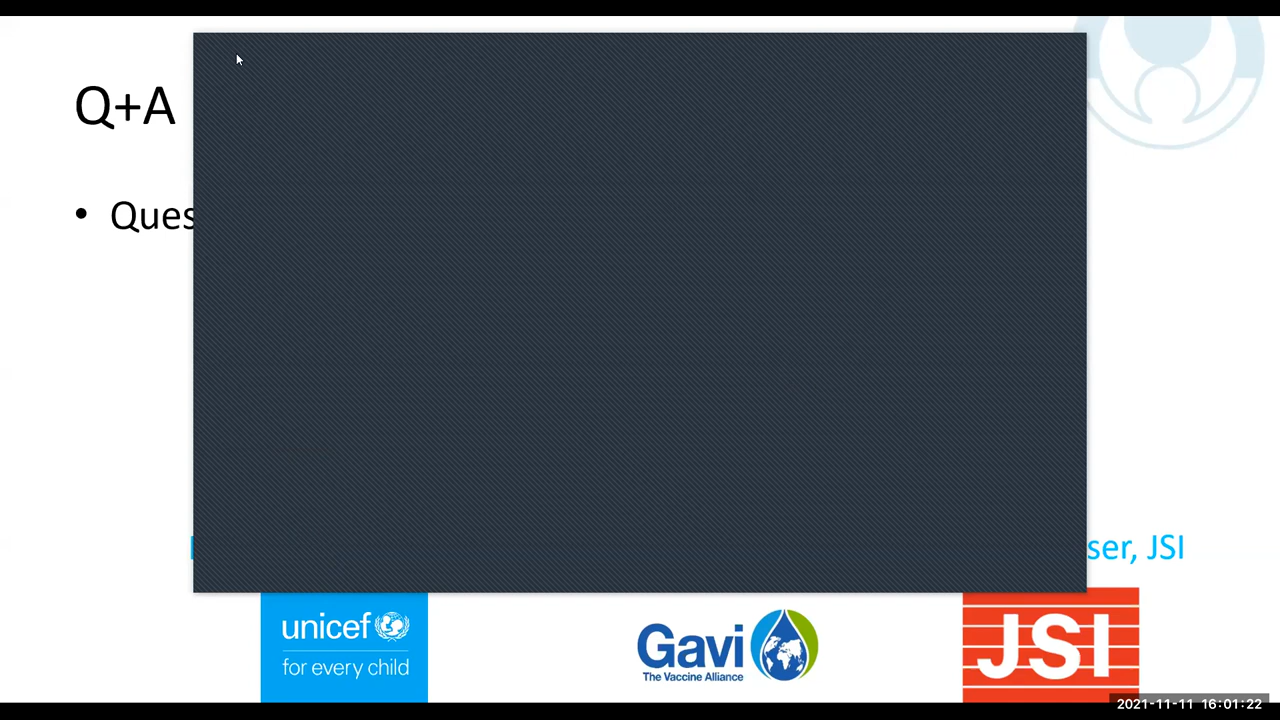 Q+A
• Ques
ser, JSI
unicef
for every child
Gavi
The Vaccine Alliance
JSI
2021-11-11 16:01:22